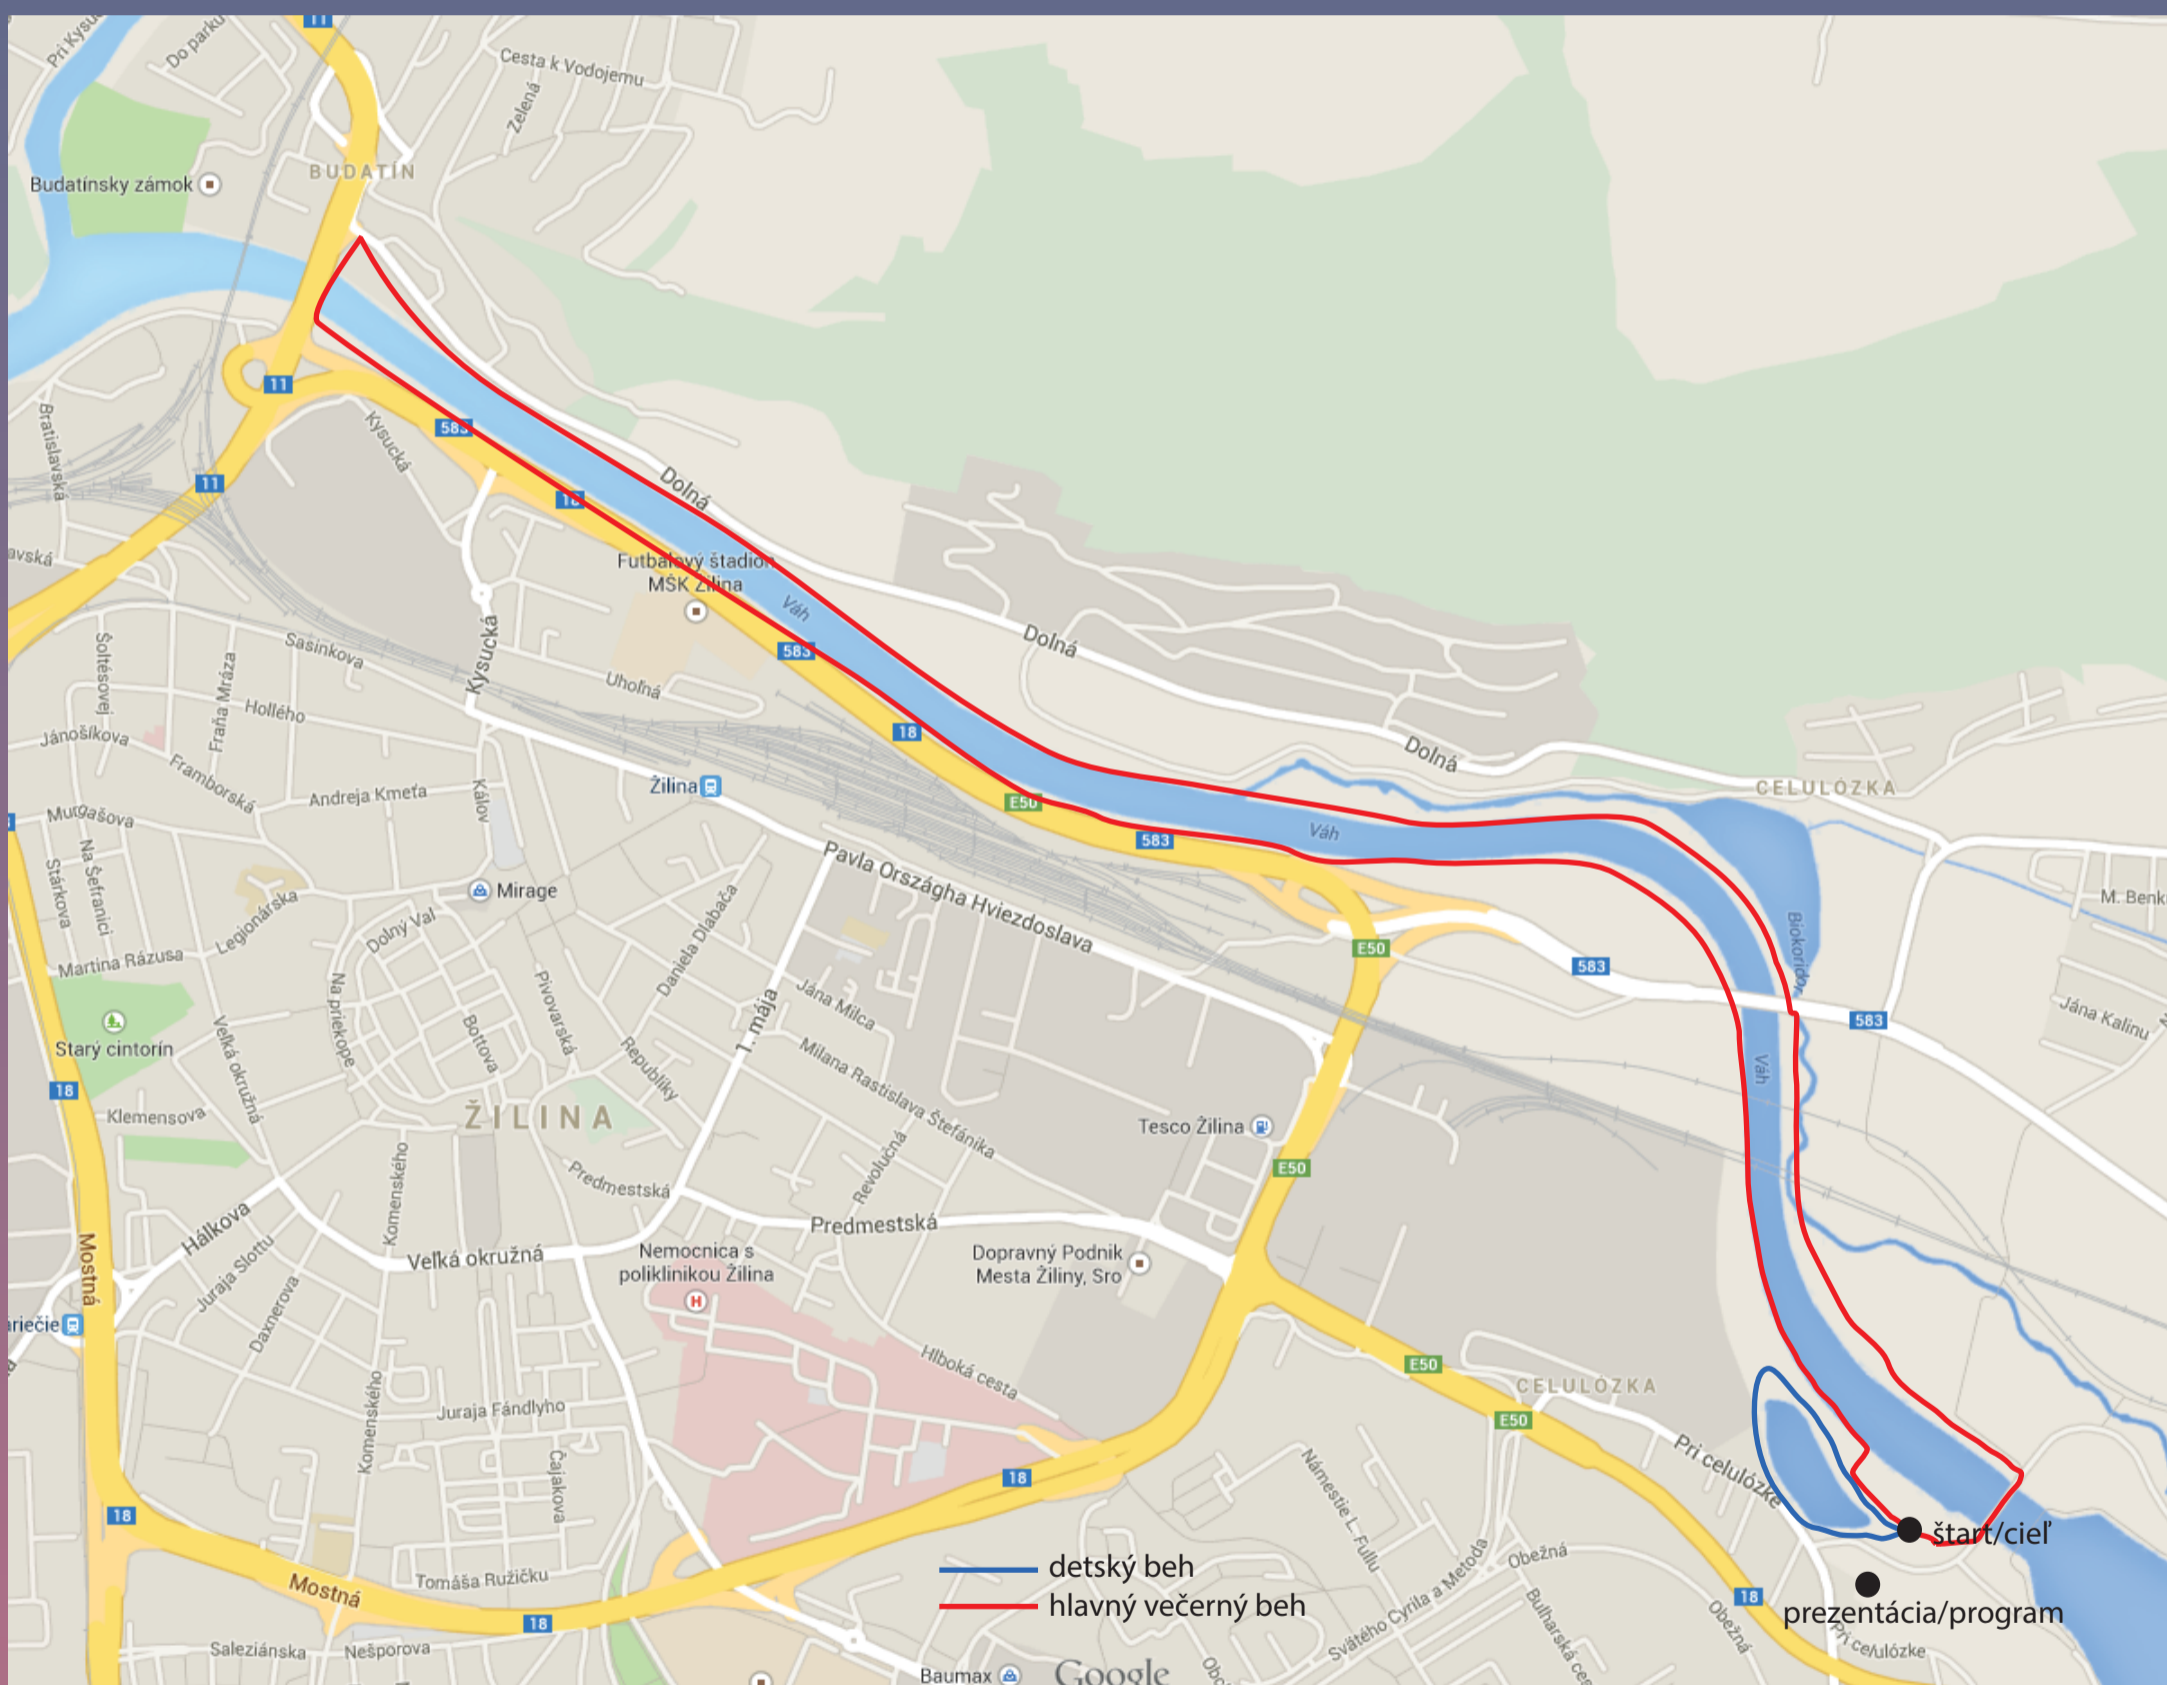 11
Do parku
Cesta k Vodojemu
Zelená
BUDATÍN
Budatínsky zámok
11
583
Kysucká
Bratislavská
11
18
Dolná
Futbalový štadión
MŠK Žilina
Váh
583
Dolná
Šoltésovej
Fraňa Mráza
Sasinkova
Kysucká
Uhoľná
Hollého
Jánošíkova
18
Dolná
Framborská
Andreja Kmeťa
Kálov
Žilina
E50
583
Váh
CELULÓZKA
Murgašova
Na Šefranici
Stárkova
Pavla Országha Hviezdoslava
Mirage
Legionárska
Dolný Val
Daniela Dlabača
M. Benk
Biokoridor
E50
583
Martina Rázusa
Na priekope
Pivovarská
Jána Milca
1. mája
583
Jána Kalinu
Starý cintorín
Veľká okružná
Bottova
Republiky
Milana Rastislava Štefánika
Váh
18
Klemensova
ŽILINA
Tesco Žilina
E50
Revolučná
Predmestská
Komenského
Hálkova
Predmestská
Mostná
Juraja Slottu
Veľká okružná
Nemocnica s
poliklinikou Žilina
Dopravný Podnik
Mesta Žiliny, Sro
Daxnerova
Hlboká cesta
E50
CELULÓZKA
E50
Komenského
Juraja Fándlyho
Čajakova
18
Námestie L. Fullu
Pri celulózke
18
štart/cieľ
Obežná
detský beh
hlavný večerný beh
Svätého Cyrila a Metoda
Mostná
Tomáša Ružičku
18
18
Obežná
prezentácia/program
Pri celulózke
Saleziánska
Nešporova
Baumax
Google